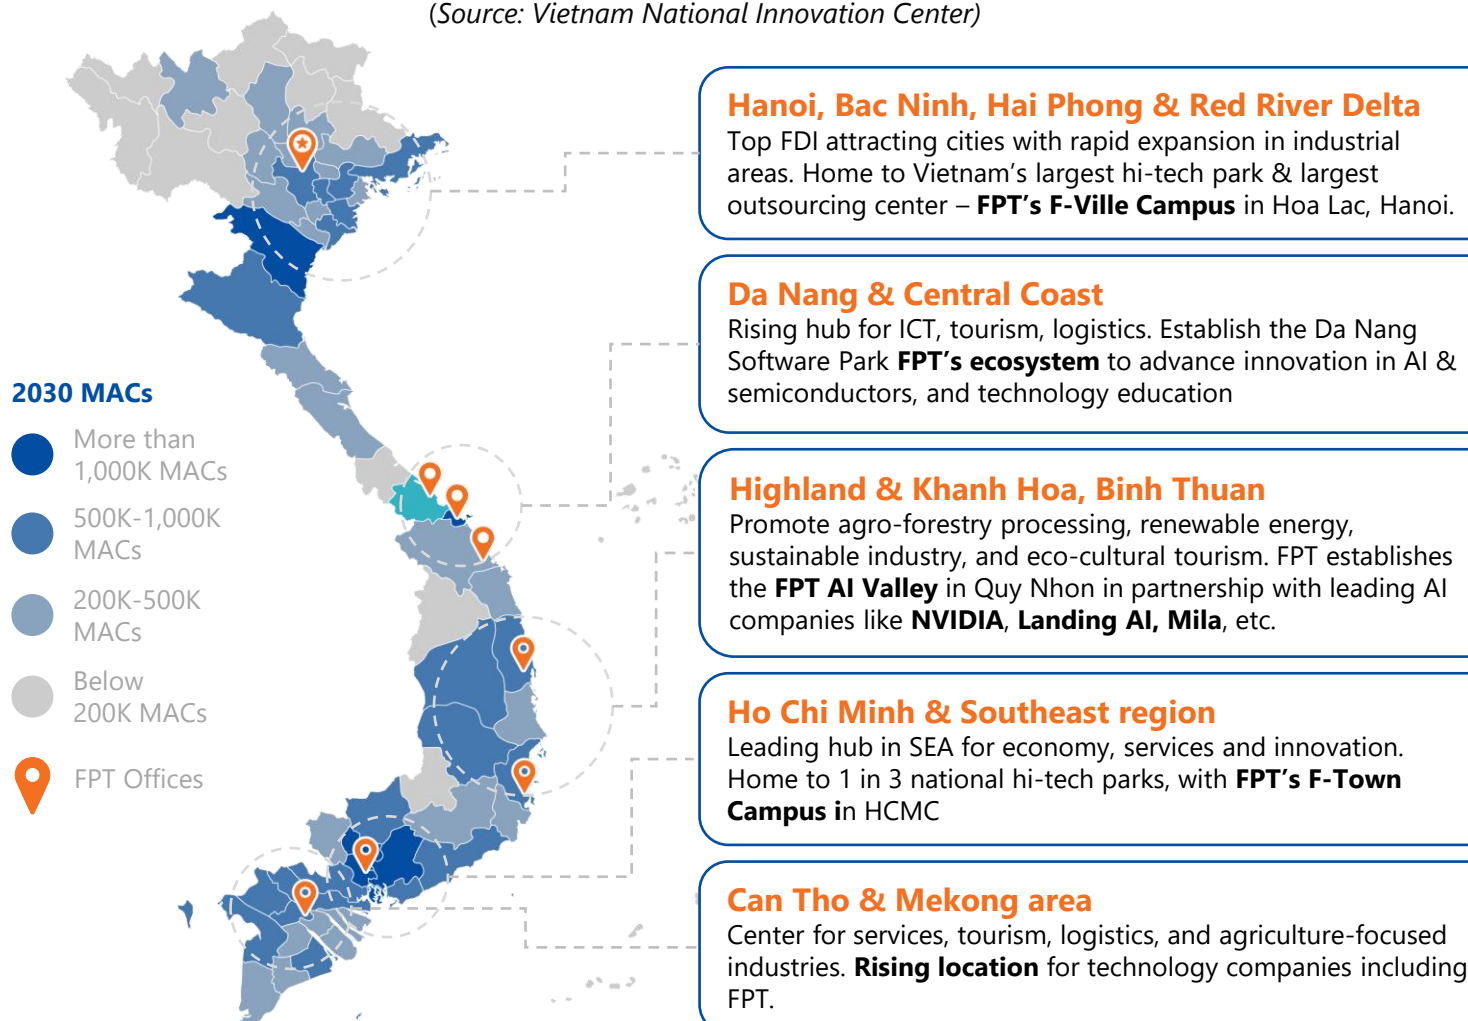 (Source: Vietnam National Innovation Center)
Hanoi, Bac Ninh, Hai Phong & Red River Delta
Top FDI attracting cities with rapid expansion in industrial
areas. Home to Vietnam’s largest hi-tech park & largest
outsourcing center – FPT’s F-Ville Campus in Hoa Lac, Hanoi.
Da Nang & Central Coast
Rising hub for ICT, tourism, logistics. Establish the Da Nang
Software Park FPT’s ecosystem to advance innovation in AI &
semiconductors, and technology education
2030 MACs
More than
1,000K MACs
500K-1,000K
MACs
200K-500K
MACs
Below
200K MACs
FPT Offices
Highland & Khanh Hoa, Binh Thuan
Promote agro-forestry processing, renewable energy,
sustainable industry, and eco-cultural tourism. FPT establishes
the FPT AI Valley in Quy Nhon in partnership with leading AI
companies like NVIDIA, Landing AI, Mila, etc.
Ho Chi Minh & Southeast region
Leading hub in SEA for economy, services and innovation.
Home to 1 in 3 national hi-tech parks, with FPT’s F-Town
Campus in HCMC
Can Tho & Mekong area
Center for services, tourism, logistics, and agriculture-focused
industries. Rising location for technology companies including
FPT.